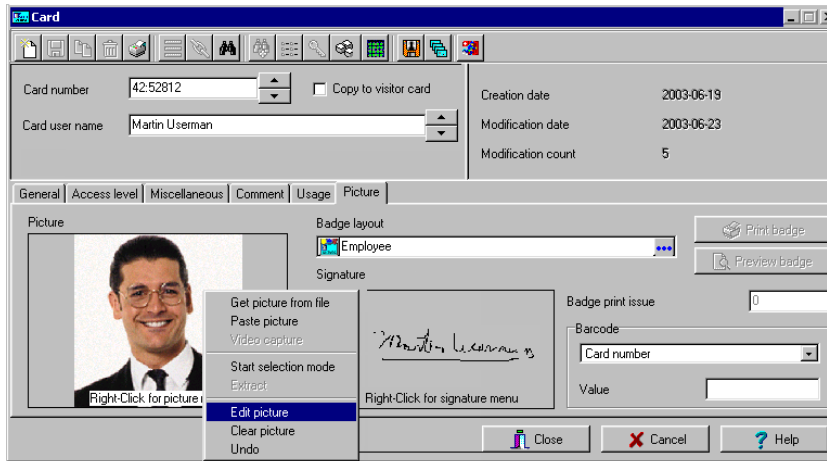 Card
Card number
42:52812
Copy to visitor card
Card user name
Martin Userman
Creation date
2003-06-19
Modification date
2003-06-23
Modification count
5
General
Access level
Miscellaneous
Comment
Usage
Picture
Picture
Badge layout
Employee
Print badge
Preview badge
Signature
Get picture from file
Paste picture
Video capture
Start selection mode
Extract
Edit picture
Clear picture
Undo
Right-Click for picture
Right-Click for signature menu
Badge print issue
0
Barcode
Card number
Value
Close
Cancel
Help